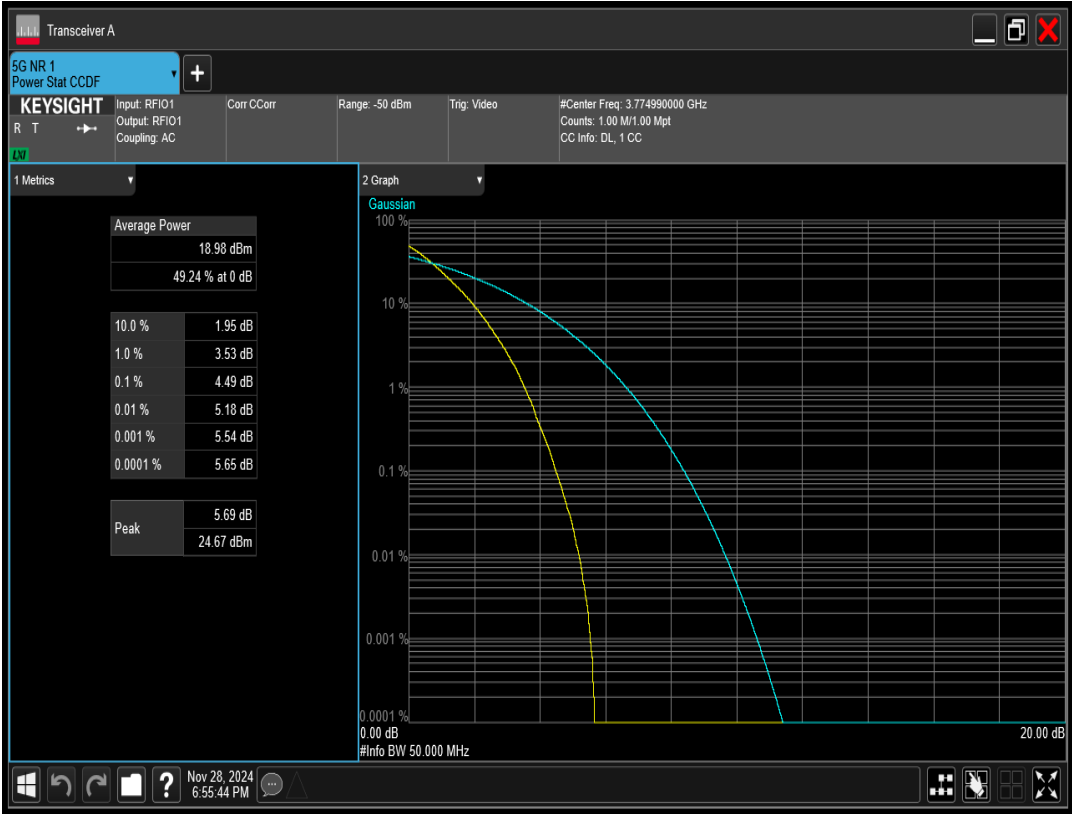 Transceiver A
5G NR 1
Power Stat CCDF
+
KEYSIGHT
R T
LXI
Input: RFIO1
Output: RFIO1
Coupling: AC
Corr CCorr
Range: -50 dBm
Trig: Video
#Center Freq: 3.774990000 GHz
Counts: 1.00 M/1.00 Mpt
CC Info: DL, 1 CC
1 Metrics
Average Power
18.98 dBm
49.24 % at 0 dB
10.0 % 1.95 dB
1.0 % 3.53 dB
0.1 % 4.49 dB
0.01 % 5.18 dB
0.001 % 5.54 dB
0.0001 % 5.65 dB
Peak
5.69 dB
24.67 dBm
2 Graph
Gaussian
100 %
10 %
1 %
0.1 %
0.01 %
0.001 %
0.0001 %
0.00 dB 20.00 dB
#Info BW 50.000 MHz
?
Nov 28, 2024
6:55:44 PM